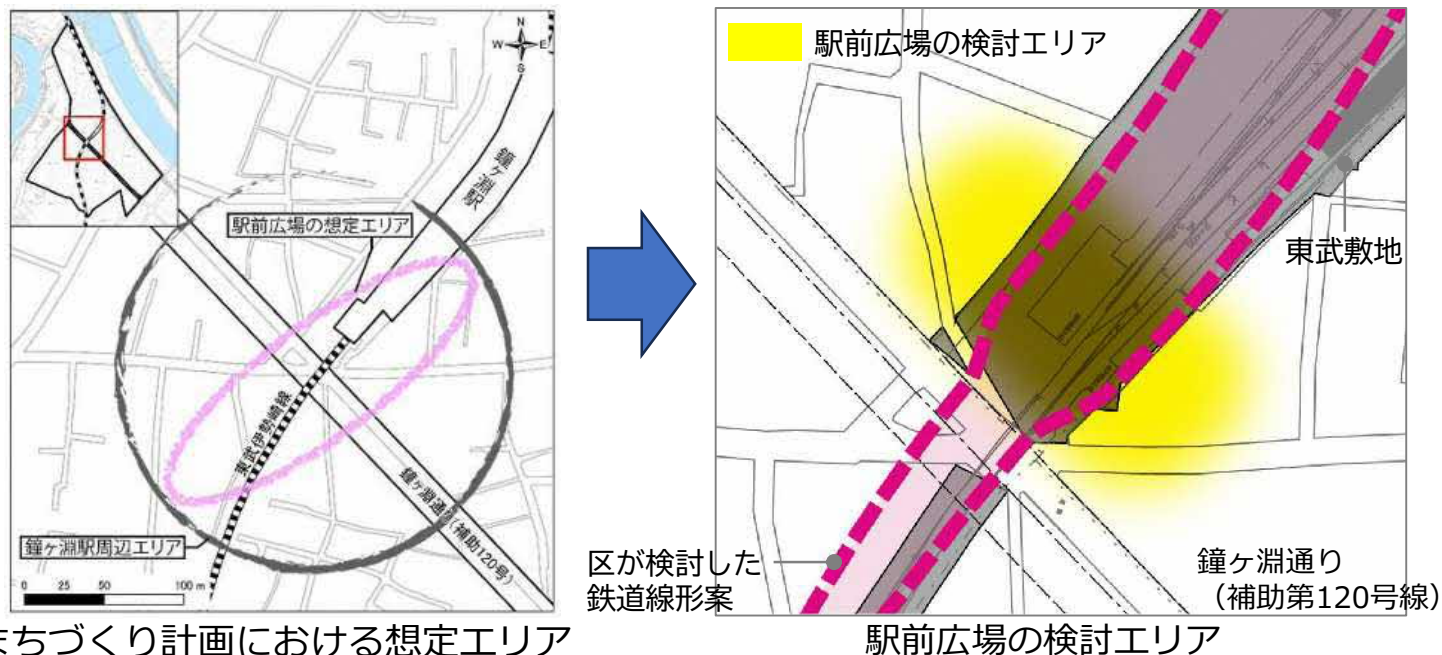 N
W E
S
鐘ヶ淵駅
駅前広場の想定エリア
東武伊勢崎線
鐘ヶ淵通り(補助120号)
鐘ヶ淵駅周辺エリア
0 25 50 100 m
まちづくり計画における想定エリア
駅前広場の検討エリア
東武敷地
区が検討した
鉄道線形案
鐘ヶ淵通り
(補助第120号線)
駅前広場の検討エリア